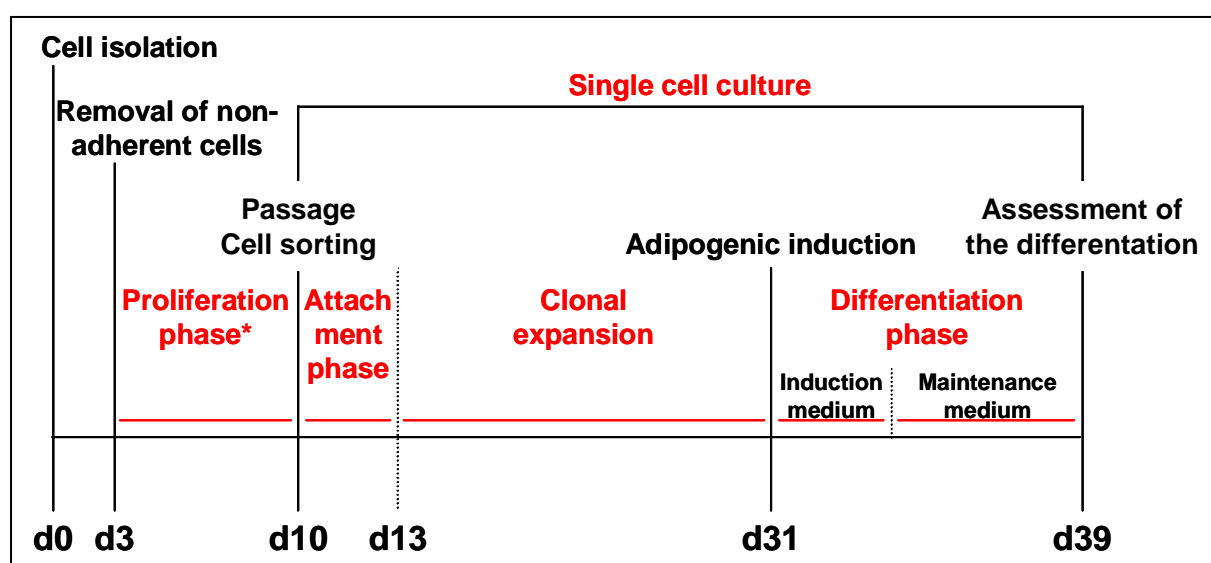 Cell isolation
Single cell culture
Removal of non-
adherent cells
Passage
Cell sorting
Adipogenic induction
Assessment of
the differentation
Proliferation
phase*
Attach
ment
phase
Clonal
expansion
Differentiation
phase
Induction
medium
Maintenance
medium
d0
d3
d10
d13
d31
d39